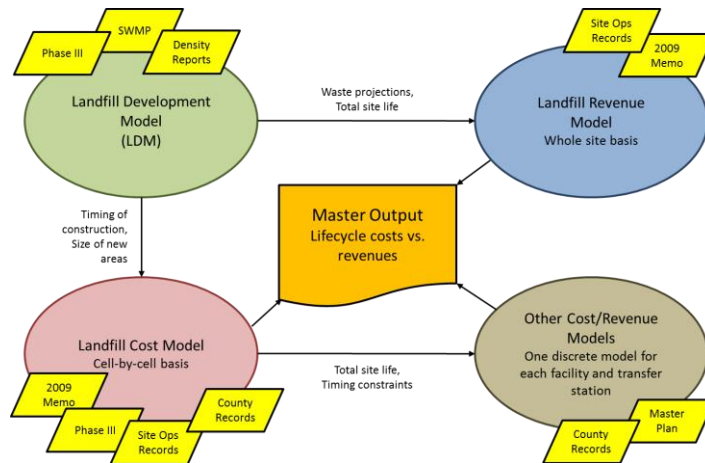 SWMP
Phase III
Density
Reports
Landfill Development
Model
(LDM)
Waste projections,
Total site life
Site Ops
Records
2009
Memo
Landfill Revenue
Model
Whole site basis
Timing of
construction,
Size of new
areas
Master Output
Lifecycle costs vs.
revenues
Landfill Cost Model
Cell-by-cell basis
2009
Memo
Phase III
Site Ops
Records
County
Records
Total site life,
Timing constraints
Other Cost/Revenue
Models
One discrete model for
each facility and transfer
station
County
Records
Master
Plan